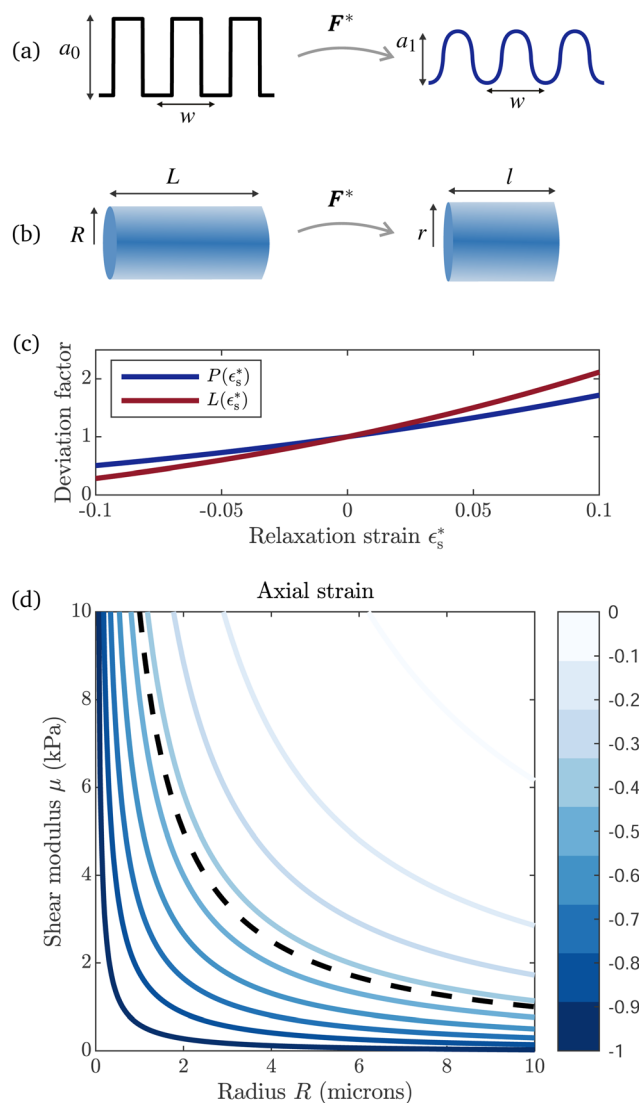 (a)
a₀
w
F*
a₁
w
(b)
L
R
F*
l
r
(c)
Deviation factor
2
1
0
P(ϵₛ*)
L(ϵₛ*)
-0.1
-0.05
0
0.05
0.1
Relaxation strain ϵₛ*
(d)
Axial strain
Shear modulus μ (kPa)
10
8
6
4
2
0
0
2
4
6
8
10
Radius R (microns)
0
-0.1
-0.2
-0.3
-0.4
-0.5
-0.6
-0.7
-0.8
-0.9
-1